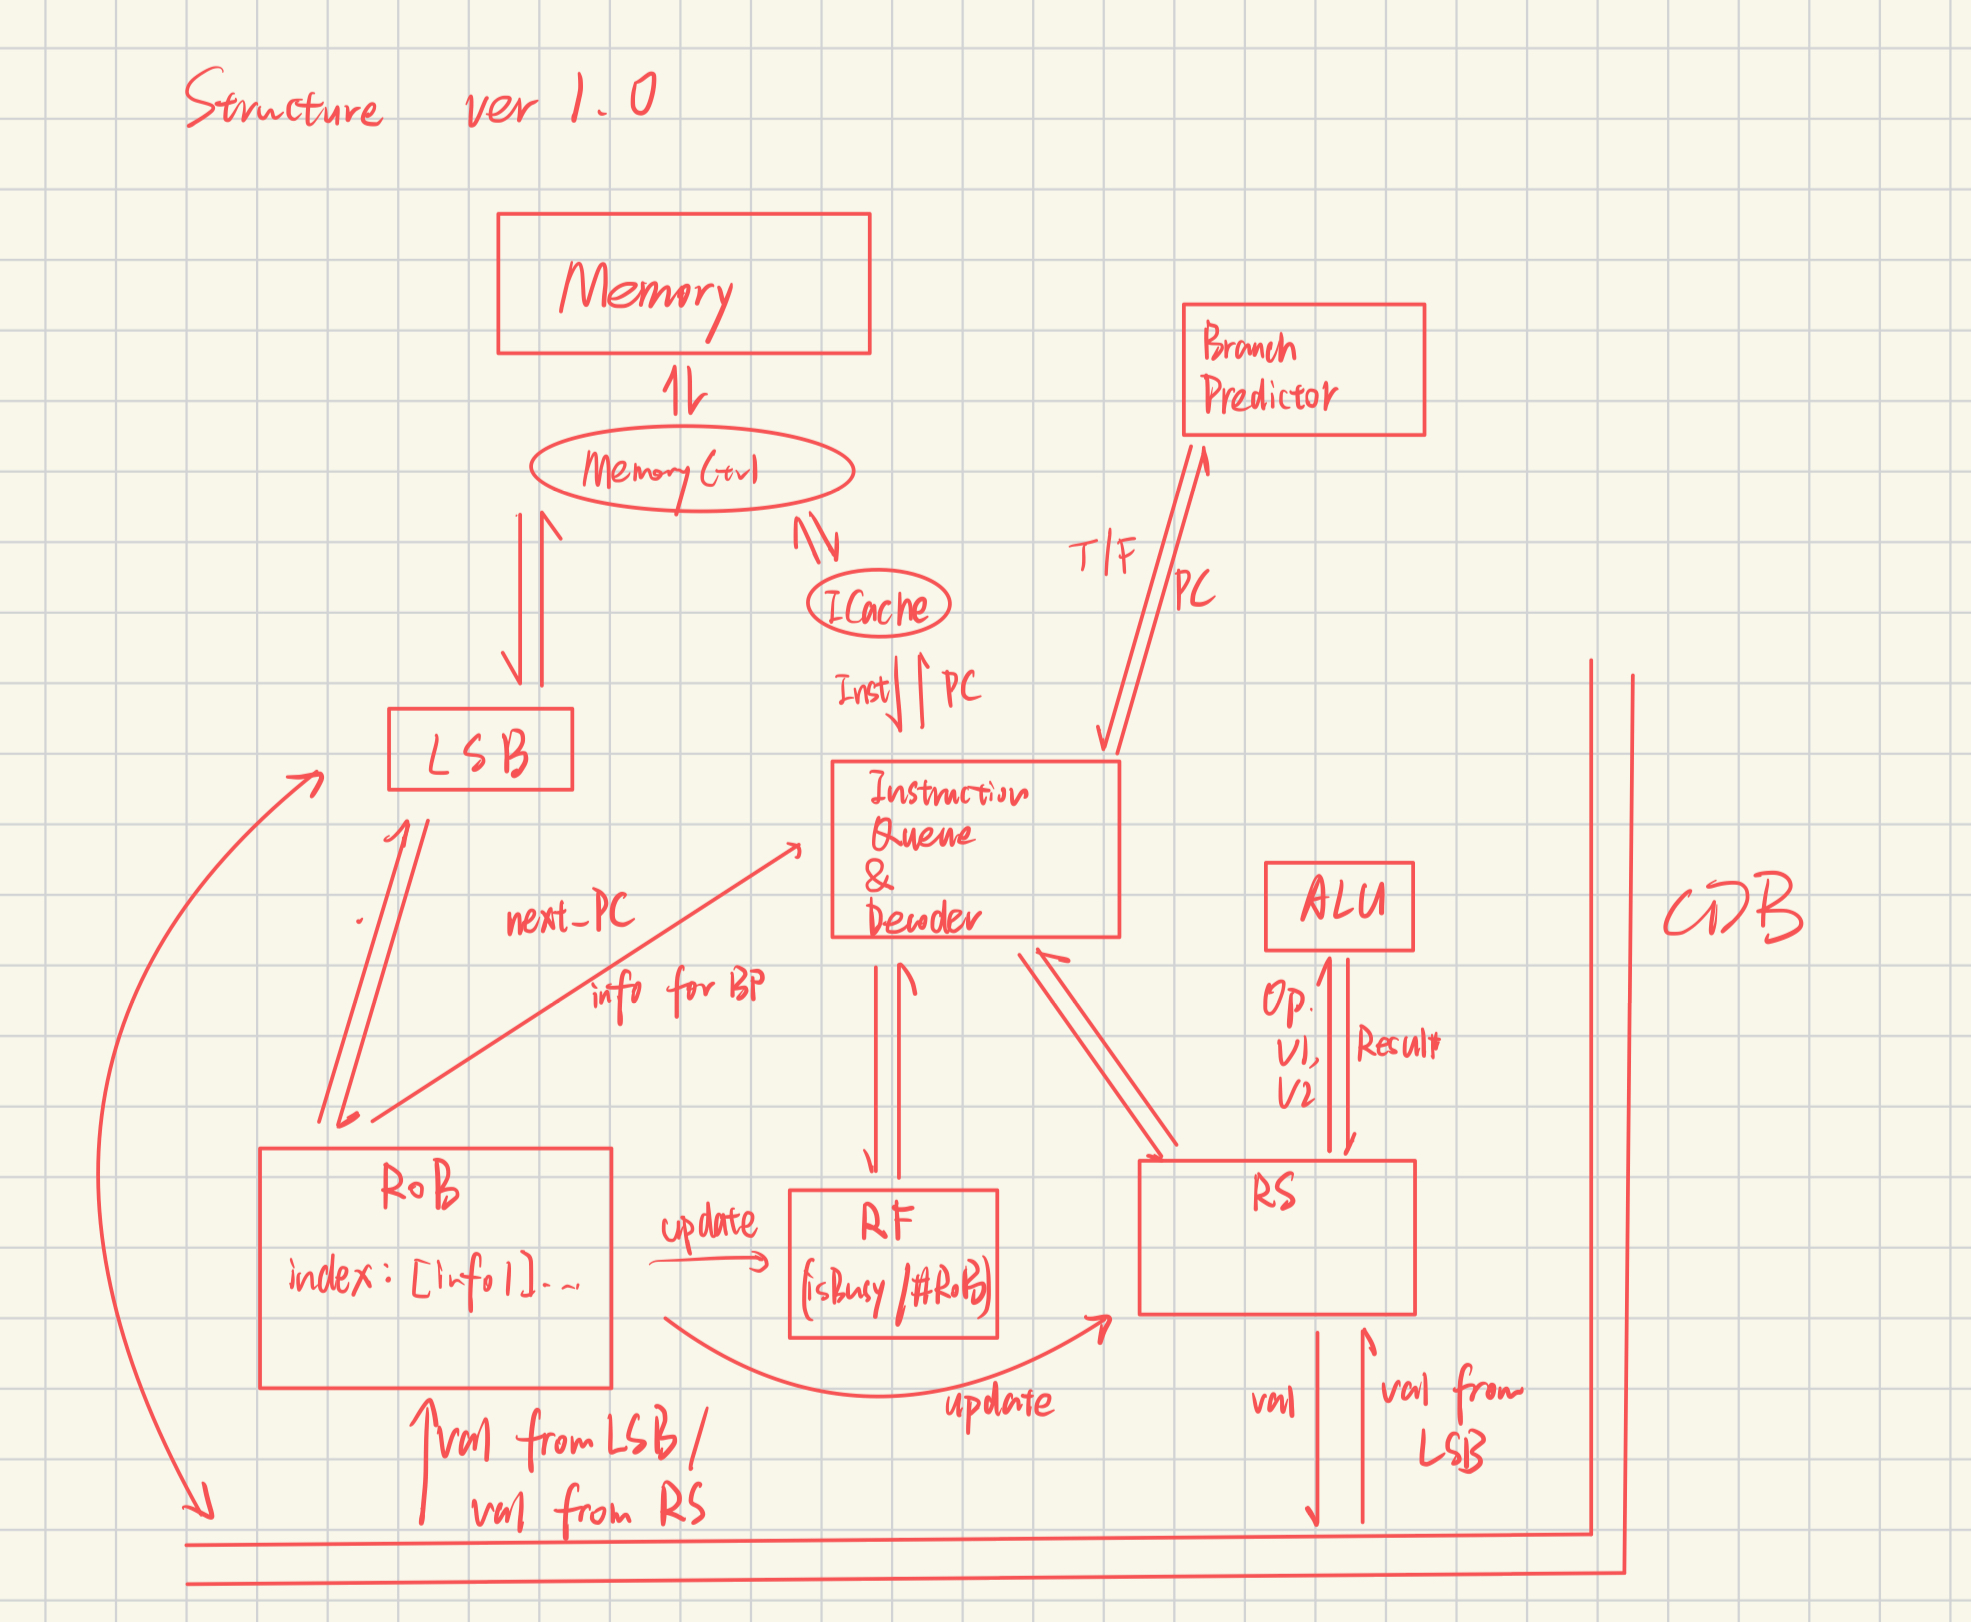 Structure ver 1.0
Memory
Branch
Predictor
Memory Ctrl
T/F
PC
ICache
Inst
PC
LSB
Instruction
Queue
&
Decoder
ALU
CDB
next_PC
info for BP
Op.
V1,
V2
Result
RoB
index: [info1]...
update
RF
(isBusy/#RoB)
RS
update
val
val from
LSB
val from LSB/
val from RS